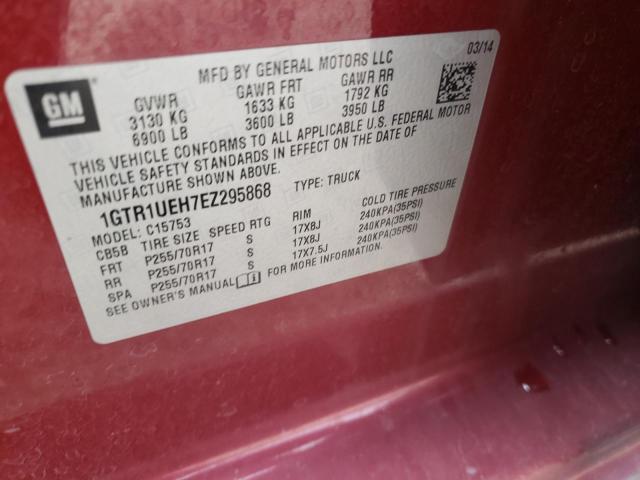 GM
MFD BY GENERAL MOTORS LLC 03/14
GVWR GAWR FRT GAWR RR
3130 KG 1633 KG 1792 KG
6900 LB 3600 LB 3950 LB
THIS VEHICLE CONFORMS TO ALL APPLICABLE U.S. FEDERAL MOTOR
VEHICLE SAFETY STANDARDS IN EFFECT ON THE DATE OF
MANUFACTURE SHOWN ABOVE.
1GTR1UEH7EZ295868 TYPE: TRUCK
MODEL: C15753
CB5B TIRE SIZE SPEED RTG RIM COLD TIRE PRESSURE
FRT P255/70R17 S 17X8J 240KPA(35PSI)
RR P255/70R17 S 17X8J 240KPA(35PSI)
SPA P255/70R17 S 17X7.5J 240KPA(35PSI)
SEE OWNER'S MANUAL FOR MORE INFORMATION.